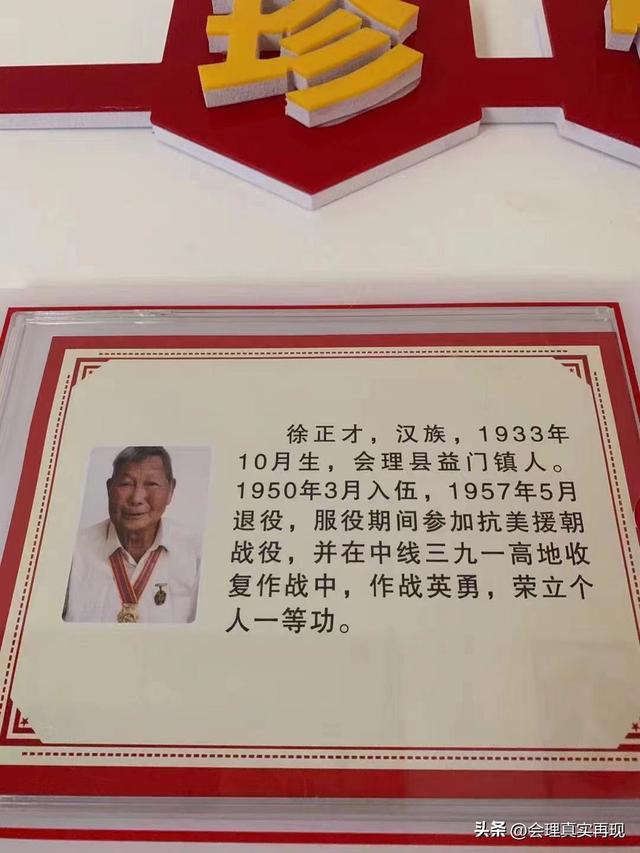 珍
徐正才，汉族，1933年
10月生，会理县益门镇人。
1950年3月入伍，1957年5月
退役，服役期间参加抗美援朝
战役，并在中线三九一高地收
复作战中，作战英勇，荣立个
人一等功。
头条 @会理真实再现